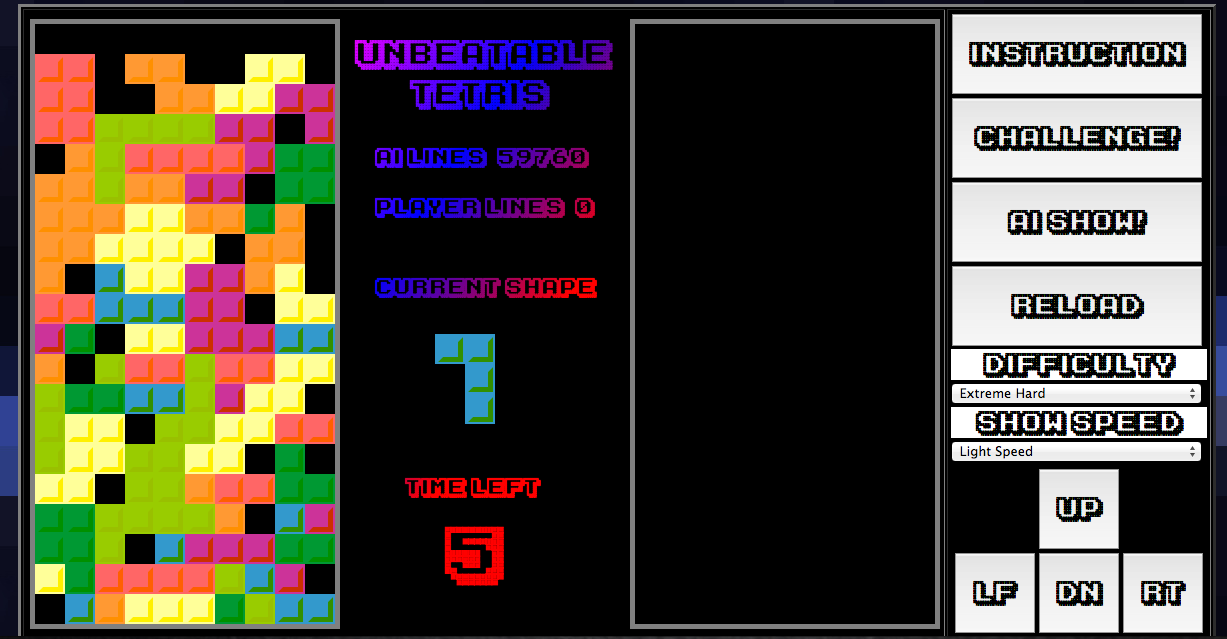 UNBEATABLE
TETRIS
AI LINES 59760
PLAYER LINES 0
CURRENT SHAPE
TIME LEFT
5
INSTRUCTION
CHALLENGE!
AI SHOW!
RELOAD
DIFFICULTY
Extreme Hard
SHOW SPEED
Light Speed
UP
LF DN RT